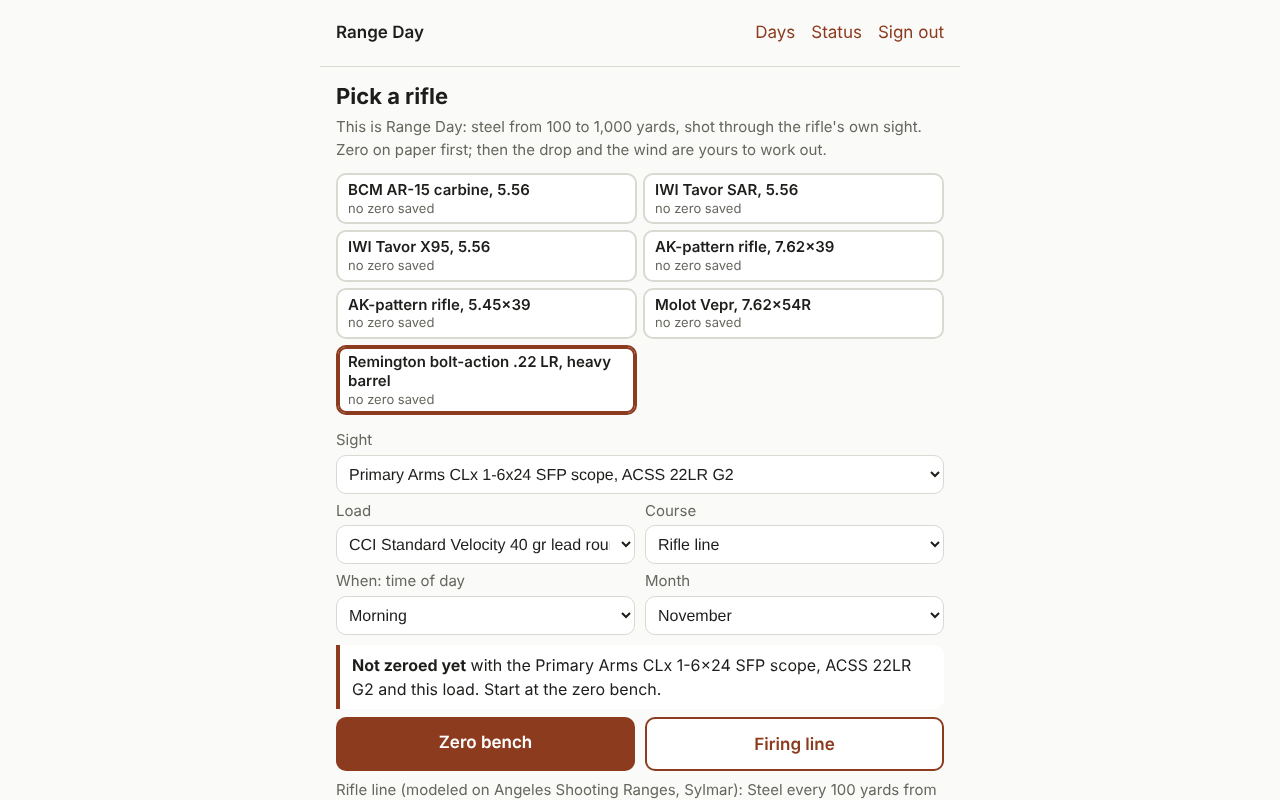 Range Day
Days Status Sign out
Pick a rifle
This is Range Day: steel from 100 to 1,000 yards, shot through the rifle's own sight.
Zero on paper first; then the drop and the wind are yours to work out.
BCM AR-15 carbine, 5.56
no zero saved
IWI Tavor SAR, 5.56
no zero saved
IWI Tavor X95, 5.56
no zero saved
AK-pattern rifle, 7.62×39
no zero saved
AK-pattern rifle, 5.45×39
no zero saved
Molot Vepr, 7.62×54R
no zero saved
Remington bolt-action .22 LR, heavy
barrel
no zero saved
Sight
Primary Arms CLx 1-6x24 SFP scope, ACSS 22LR G2
Load
CCI Standard Velocity 40 gr lead rou
Course
Rifle line
When: time of day
Morning
Month
November
Not zeroed yet with the Primary Arms CLx 1-6×24 SFP scope, ACSS 22LR
G2 and this load. Start at the zero bench.
Zero bench
Firing line
Rifle line (modeled on Angeles Shooting Ranges, Sylmar): Steel every 100 yards from